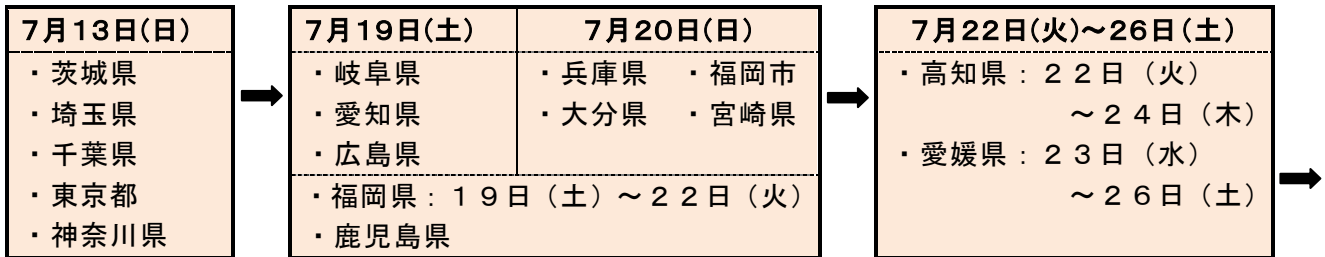 7月13日(日)
・茨城県
・埼玉県
・千葉県
・東京都
・神奈川県
7月19日(土)
・岐阜県
・愛知県
・広島県
7月20日(日)
・兵庫県 ・福岡市
・大分県 ・宮崎県
・福岡県：１９日（土）～２２日（火）
・鹿児島県
7月22日(火)～26日(土)
・高知県：２２日（火）
～２４日（木）
・愛媛県：２３日（水）
～２６日（土）